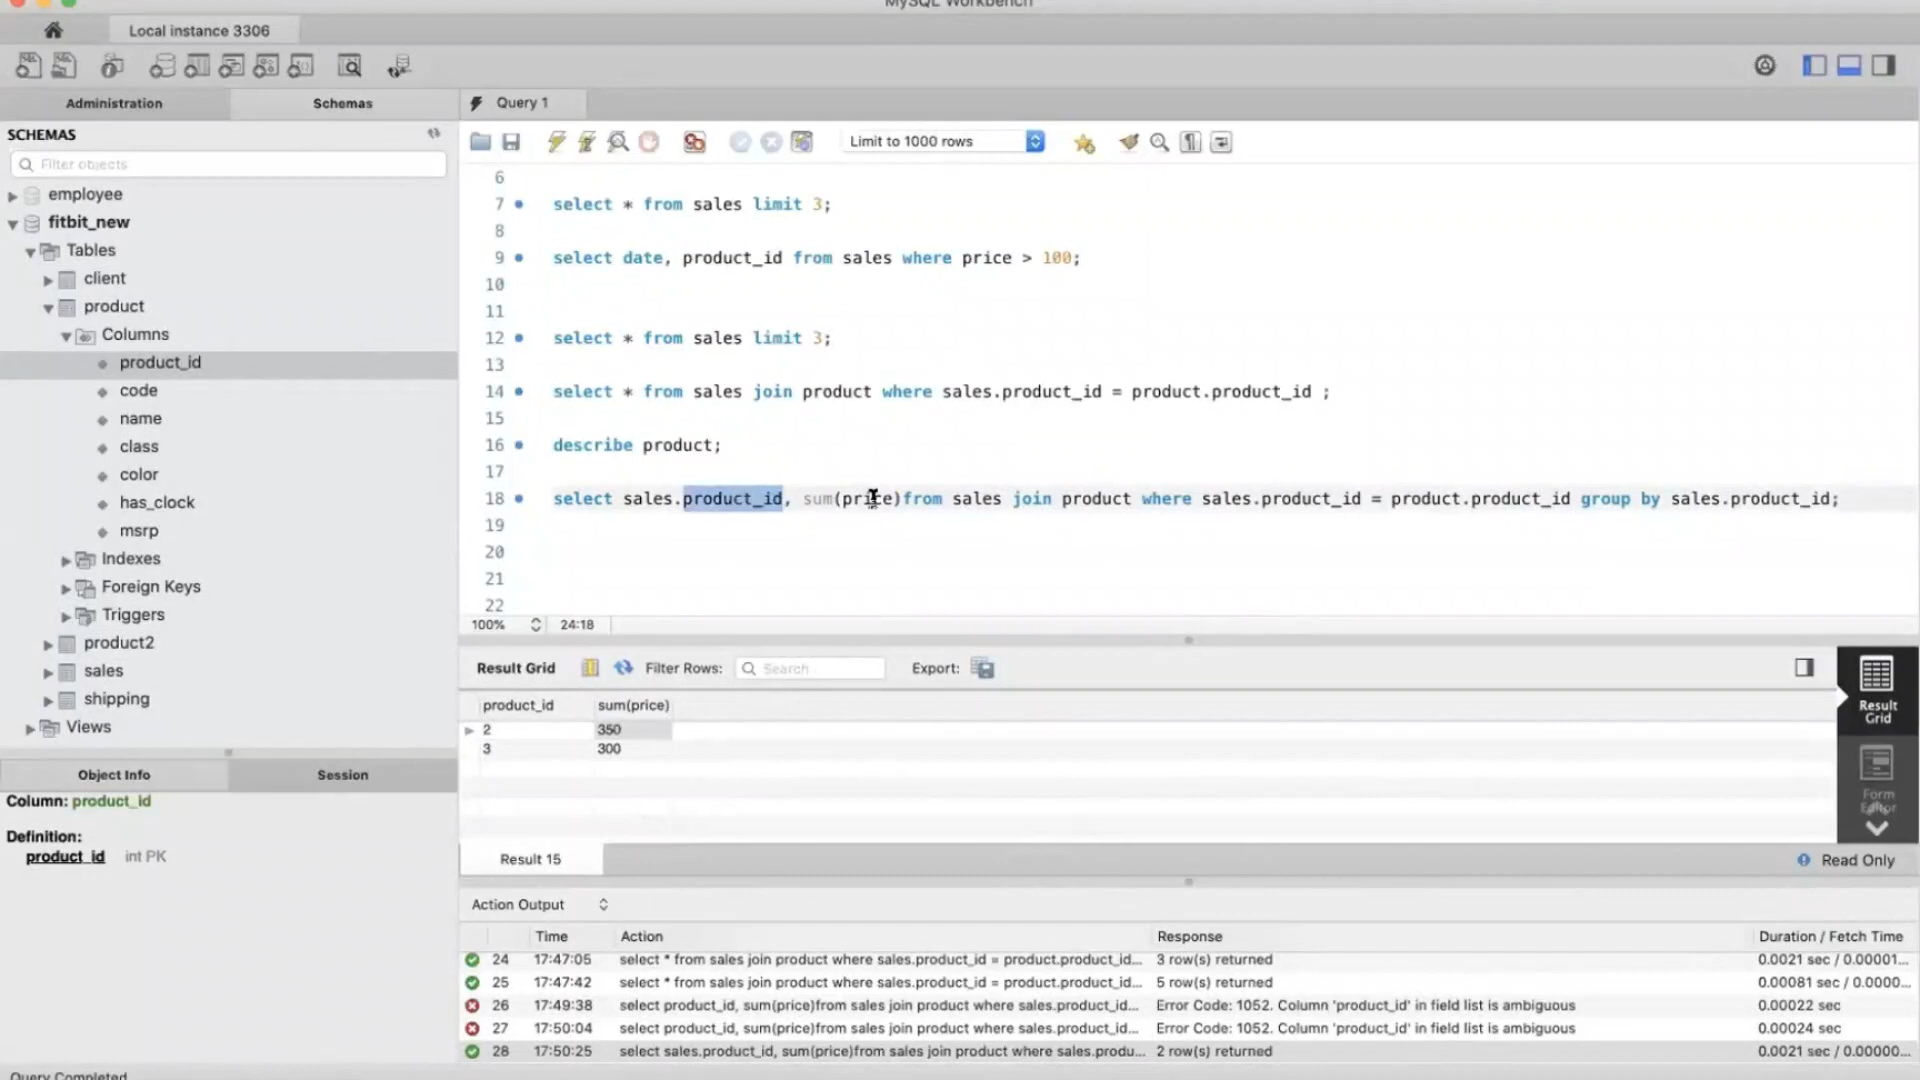 MySQL Workbench
Local instance 3306
Administration
Schemas
Query 1
SCHEMAS
Filter objects
employee
fitbit_new
Tables
client
product
Columns
product_id
code
name
class
color
has_clock
msrp
Indexes
Foreign Keys
Triggers
product2
sales
shipping
Views
Object Info
Session
Column: product_id
Definition:
product_id int PK
Limit to 1000 rows
6
7 select * from sales limit 3;
8
9 select date, product_id from sales where price > 100;
10
11
12 select * from sales limit 3;
13
14 select * from sales join product where sales.product_id = product.product_id ;
15
16 describe product;
17
18 select sales.product_id, sum(price)from sales join product where sales.product_id = product.product_id group by sales.product_id;
19
20
21
22
100% 24:18
Result Grid Filter Rows: Search Export:
product_id sum(price)
2 350
3 300
Result Grid
Form Editor
Result 15
Read Only
Action Output
Time Action Response Duration / Fetch Time
24 17:47:05 select * from sales join product where sales.product_id = product.product_id... 3 row(s) returned 0.0021 sec / 0.00001...
25 17:47:42 select * from sales join product where sales.product_id = product.product_id... 5 row(s) returned 0.00081 sec / 0.0000...
26 17:49:38 select product_id, sum(price)from sales join product where sales.product_id... Error Code: 1052. Column 'product_id' in field list is ambiguous 0.00022 sec
27 17:50:04 select product_id, sum(price)from sales join product where sales.product_id... Error Code: 1052. Column 'product_id' in field list is ambiguous 0.00024 sec
28 17:50:25 select sales.product_id, sum(price)from sales join product where sales.produ... 2 row(s) returned 0.0021 sec / 0.00000...
Query Completed